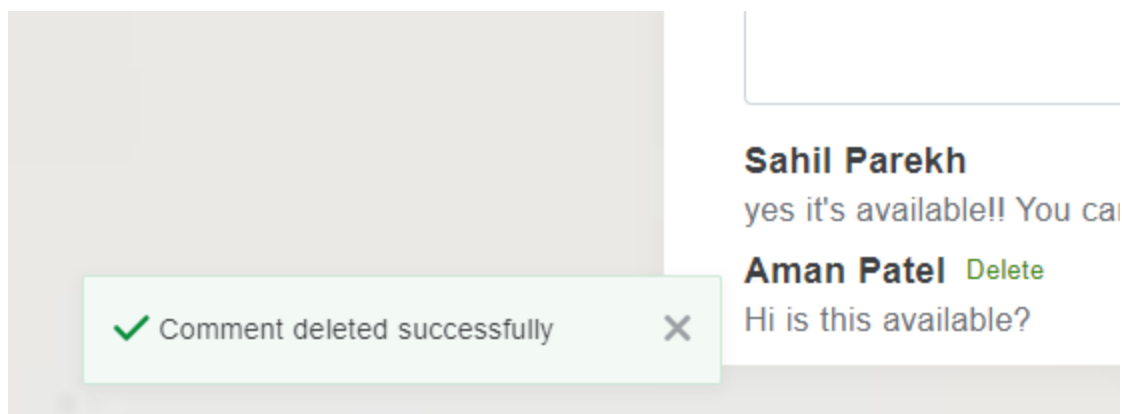 Sahil Parekh
yes it's available!! You
Aman Patel Delete
Hi is this available?
Comment deleted successfully